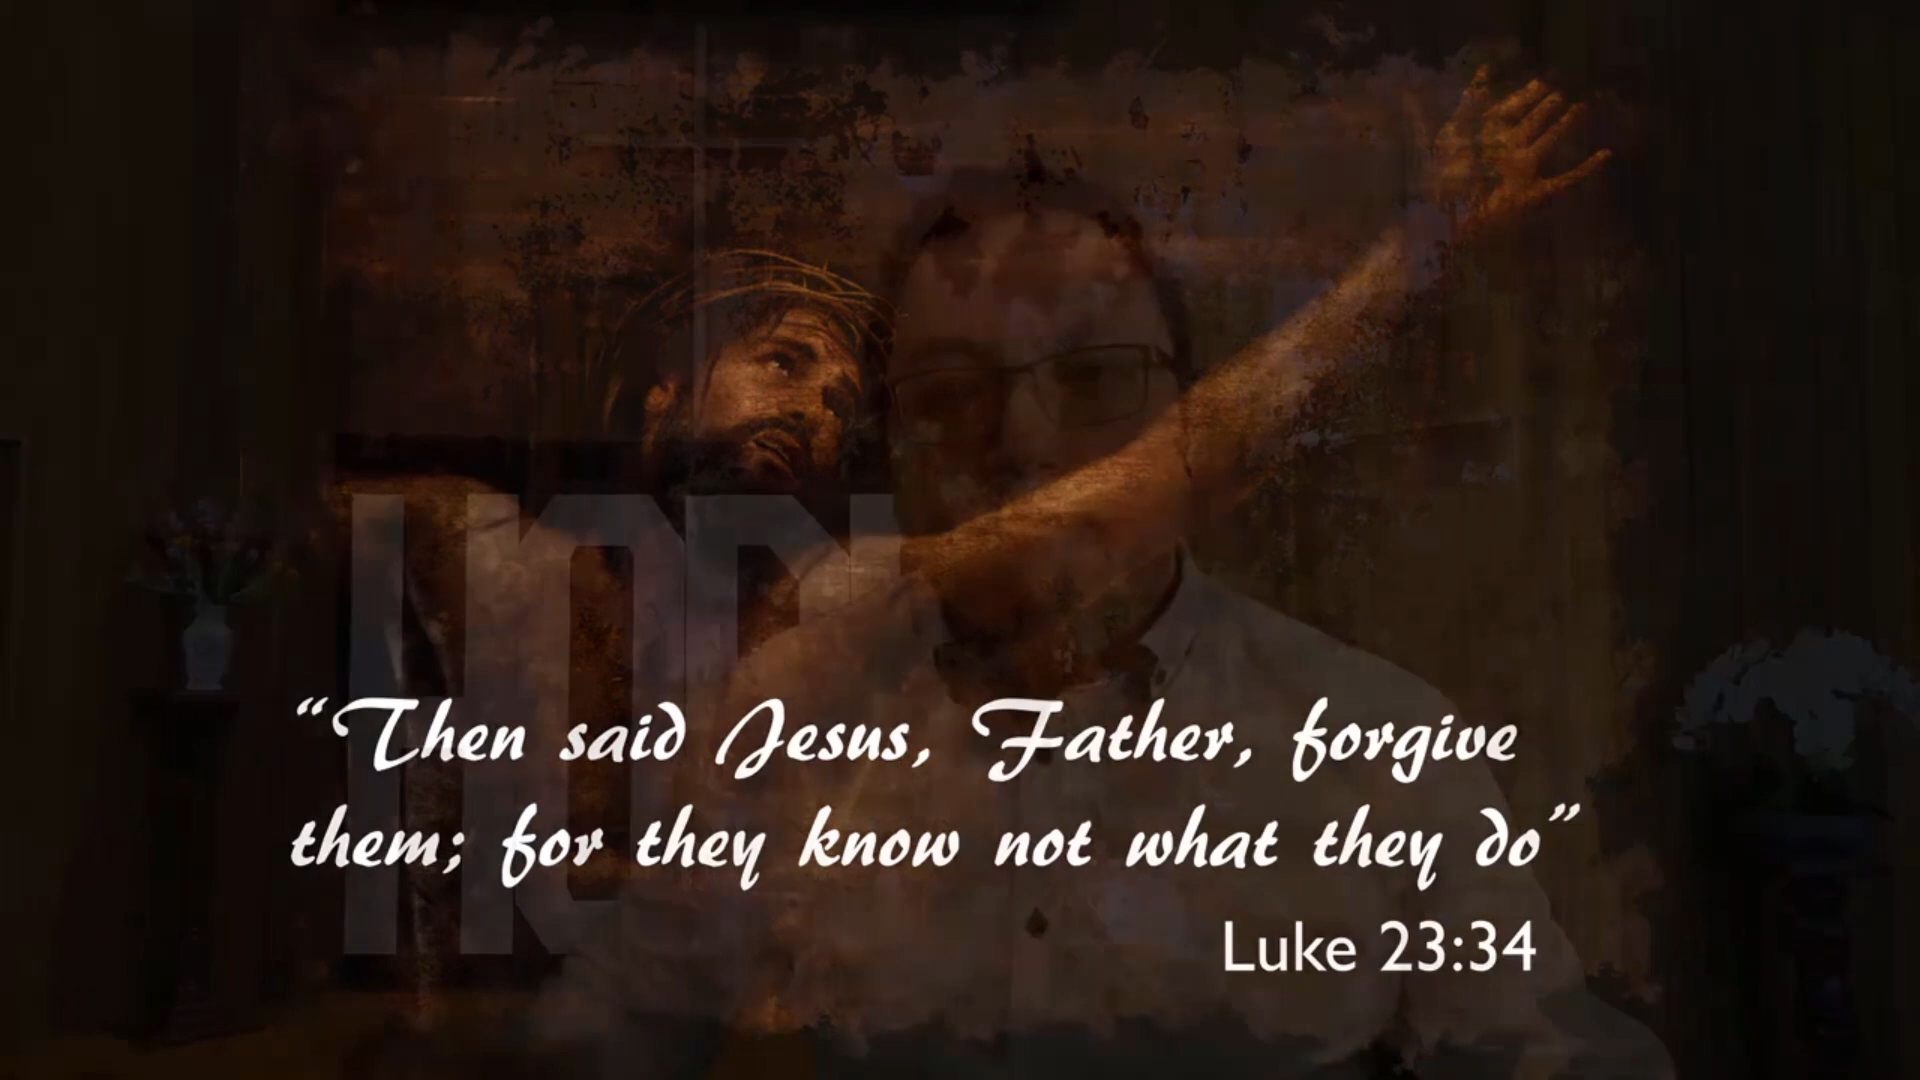 “Then said Jesus, Father, forgive
them; for they know not what they do”
Luke 23:34